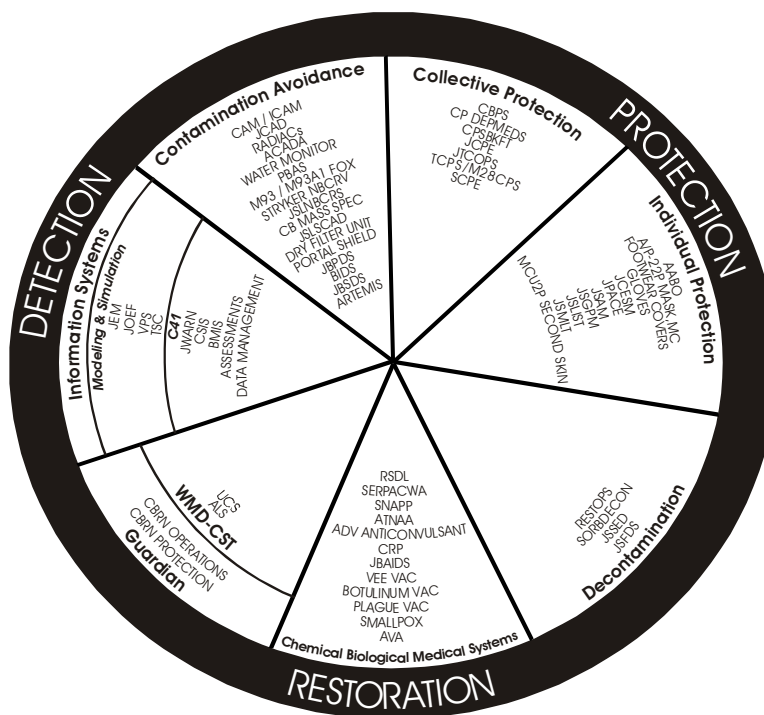 DETECTION
PROTECTION
RESTORATION
Contamination Avoidance
CAM / ICAM
JCAD
RADIACs
ACADA
WATER MONITOR
PBAS
M93 / M93A1 FOX
STRYKER NBCRV
JSLNBCRS
CB MASS SPEC
JSLSCAD
DRY FILTER UNIT
PORTAL SHIELD
JBPDS
BIDS
JBSDS
ARTEMIS
Collective Protection
CBPS
CP DEPMEDS
CPSBKFT
JCPE
JTCOPS
TCPS/M28CPS
SCPE
Individual Protection
AABO
A/P-22P MASK, MC
FOOTWEAR COVERS
GLOVES
JCESM
JPACE
JSAM
JSGPM
JSLIST
JSMLT
MCU2P SECOND SKIN
Decontamination
RESTOPS
SORBDECON
JSSED
JSFDS
RSDL
SERPACWA
SNAPP
ATNAA
ADV ANTICONVULSANT
CRP
JBAIDS
VEE VAC
BOTULINUM VAC
PLAGUE VAC
SMALLPOX
AVA
Chemical Biological Medical Systems
UCS
ALS
WMD-CST
CBRN OPERATIONS
CBRN PROTECTION
Guardian
Information Systems
Modeling & Simulation
JEM
JOEF
VPS
TSC
C41
JWARN
CSIS
BMIS
ASSESSMENTS
DATA MANAGEMENT